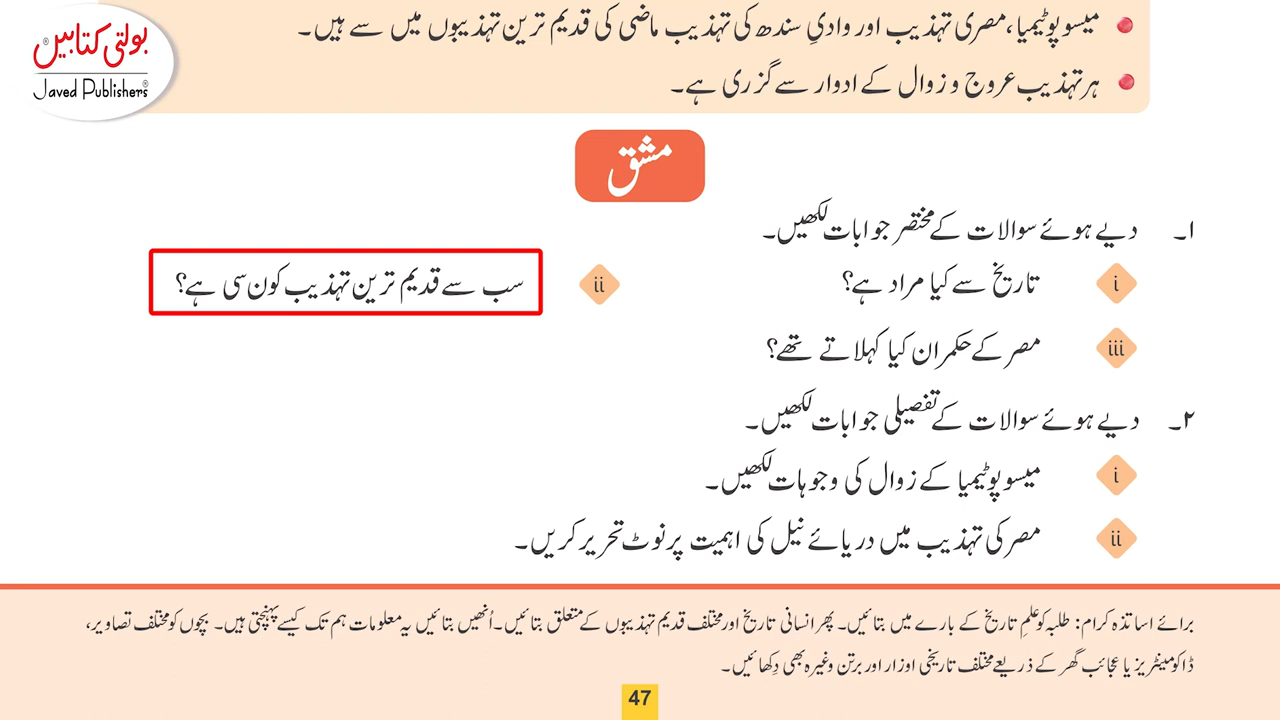 بولتی کتابیں®
Javed Publishers®
میسوپوٹیمیا، مصری تہذیب اور وادیِ سندھ کی تہذیب ماضی کی قدیم ترین تہذیبوں میں سے ہیں۔
ہر تہذیب عروج و زوال کے ادوار سے گزری ہے۔
مشق
۱۔ دیے ہوئے سوالات کے مختصر جوابات لکھیں۔
i تاریخ سے کیا مراد ہے؟ ii سب سے قدیم ترین تہذیب کون سی ہے؟
iii مصر کے حکمران کیا کہلاتے تھے؟
۲۔ دیے ہوئے سوالات کے تفصیلی جوابات لکھیں۔
i میسوپوٹیمیا کے زوال کی وجوہات لکھیں۔
ii مصر کی تہذیب میں دریائے نیل کی اہمیت پر نوٹ تحریر کریں۔
برائے اساتذہ کرام: طلبہ کو علمِ تاریخ کے بارے میں بتائیں۔ پھر انسانی تاریخ اور مختلف قدیم تہذیبوں کے متعلق بتائیں۔ اُنھیں بتائیں یہ معلومات ہم تک کیسے پہنچتی ہیں۔ بچوں کو مختلف تصاویر،
ڈاکومینٹریز یا عجائب گھر کے ذریعے مختلف تاریخی اوزار اور برتن وغیرہ بھی دِکھائیں۔
47